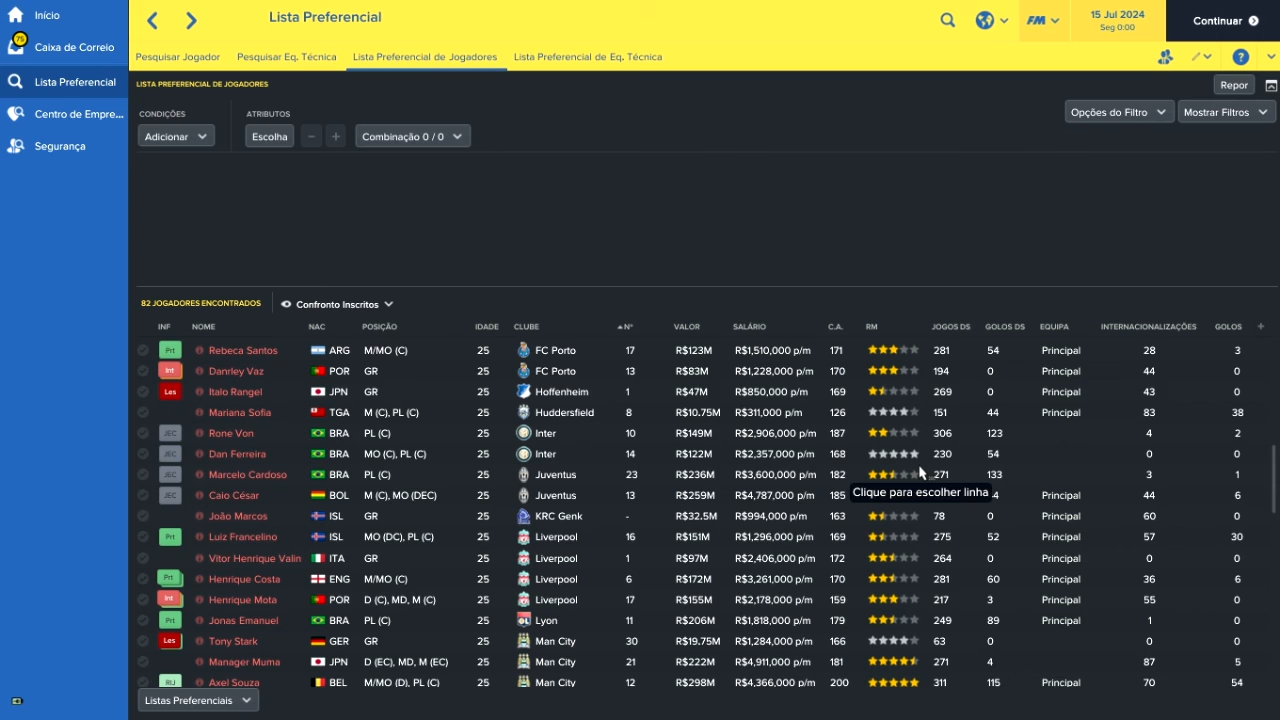 Início
75
Caixa de Correio
Lista Preferencial
Centro de Empre...
Segurança
Lista Preferencial
FM
15 Jul 2024
Seg 0:00
Continuar
Pesquisar Jogador Pesquisar Eq. Técnica Lista Preferencial de Jogadores Lista Preferencial de Eq. Técnica
?
LISTA PREFERENCIAL DE JOGADORES
Repor
CONDIÇÕES ATRIBUTOS
Opções do Filtro Mostrar Filtros
Adicionar Escolha - + Combinação 0 / 0
82 JOGADORES ENCONTRADOS Confronto Inscritos
INF NOME NAC POSIÇÃO IDADE CLUBE Nº VALOR SALÁRIO C.A. RM JOGOS DS GOLOS DS EQUIPA INTERNACIONALIZAÇÕES GOLOS +
Prt Rebeca Santos ARG M/MO (C) 25 FC Porto 17 R$123M R$1,510,000 p/m 171 281 54 Principal 28 3
Int Danrley Vaz POR GR 25 FC Porto 13 R$83M R$1,228,000 p/m 170 194 0 Principal 44 0
Les Italo Rangel JPN GR 25 Hoffenheim 1 R$47M R$850,000 p/m 169 269 0 Principal 43 0
Mariana Sofia TGA M (C), PL (C) 25 Huddersfield 8 R$10.75M R$311,000 p/m 126 151 44 Principal 83 38
JEC Rone Von BRA PL (C) 25 Inter 10 R$149M R$2,906,000 p/m 187 306 123 4 2
JEC Dan Ferreira BRA MO (C), PL (C) 25 Inter 14 R$122M R$2,357,000 p/m 168 230 54 0 0
JEC Marcelo Cardoso BRA PL (C) 25 Juventus 23 R$236M R$3,600,000 p/m 182 271 133 3 1
JEC Caio César BOL M (C), MO (DEC) 25 Juventus 13 R$259M R$4,787,000 p/m 185 4 Principal 44 6
Clique para escolher linha
João Marcos ISL GR 25 KRC Genk - R$32.5M R$994,000 p/m 163 78 0 Principal 60 0
Prt Luiz Francelino ISL MO (DC), PL (C) 25 Liverpool 16 R$151M R$1,296,000 p/m 169 275 52 Principal 57 30
Vitor Henrique Valin ITA GR 25 Liverpool 1 R$97M R$2,406,000 p/m 172 264 0 Principal 0 0
Prt Henrique Costa ENG M/MO (C) 25 Liverpool 6 R$172M R$3,261,000 p/m 170 281 60 Principal 36 6
Int Henrique Mota POR D (C), MD, M (C) 25 Liverpool 17 R$155M R$2,178,000 p/m 159 217 3 Principal 55 0
Prt Jonas Emanuel BRA PL (C) 25 Lyon 11 R$206M R$1,818,000 p/m 179 249 89 Principal 1 0
Les Tony Stark GER GR 25 Man City 30 R$19.75M R$1,284,000 p/m 166 63 0 Principal 0 0
Manager Muma JPN D (EC), MD, M (EC) 25 Man City 21 R$222M R$4,911,000 p/m 181 271 4 Principal 87 5
RIJ Axel Souza BEL M/MO (D), PL (C) 25 Man City 12 R$298M R$4,366,000 p/m 200 311 115 Principal 70 54
Listas Preferenciais